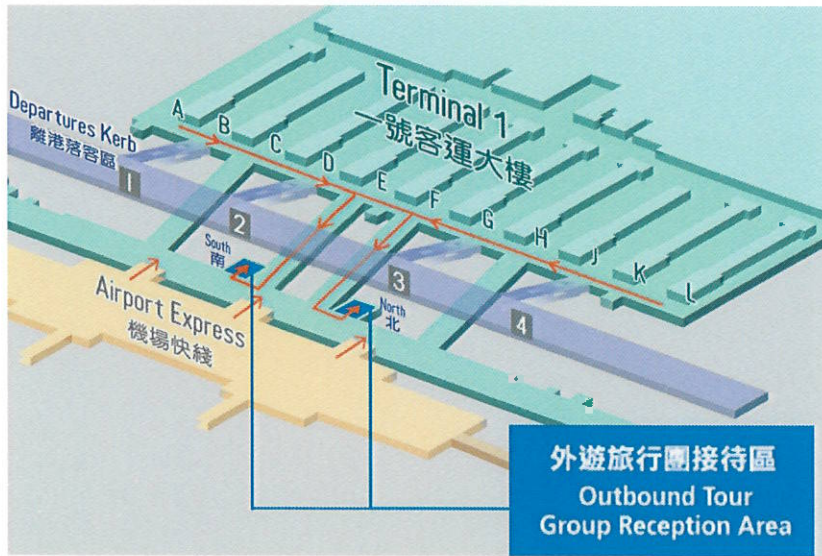 Terminal 1
一號客運大樓
Departures Kerb
離港落客區
A
B
C
D
E
F
G
H
J
K
L
1
2
3
4
South
南
North
北
Airport Express
機場快綫
外遊旅行團接待區
Outbound Tour
Group Reception Area